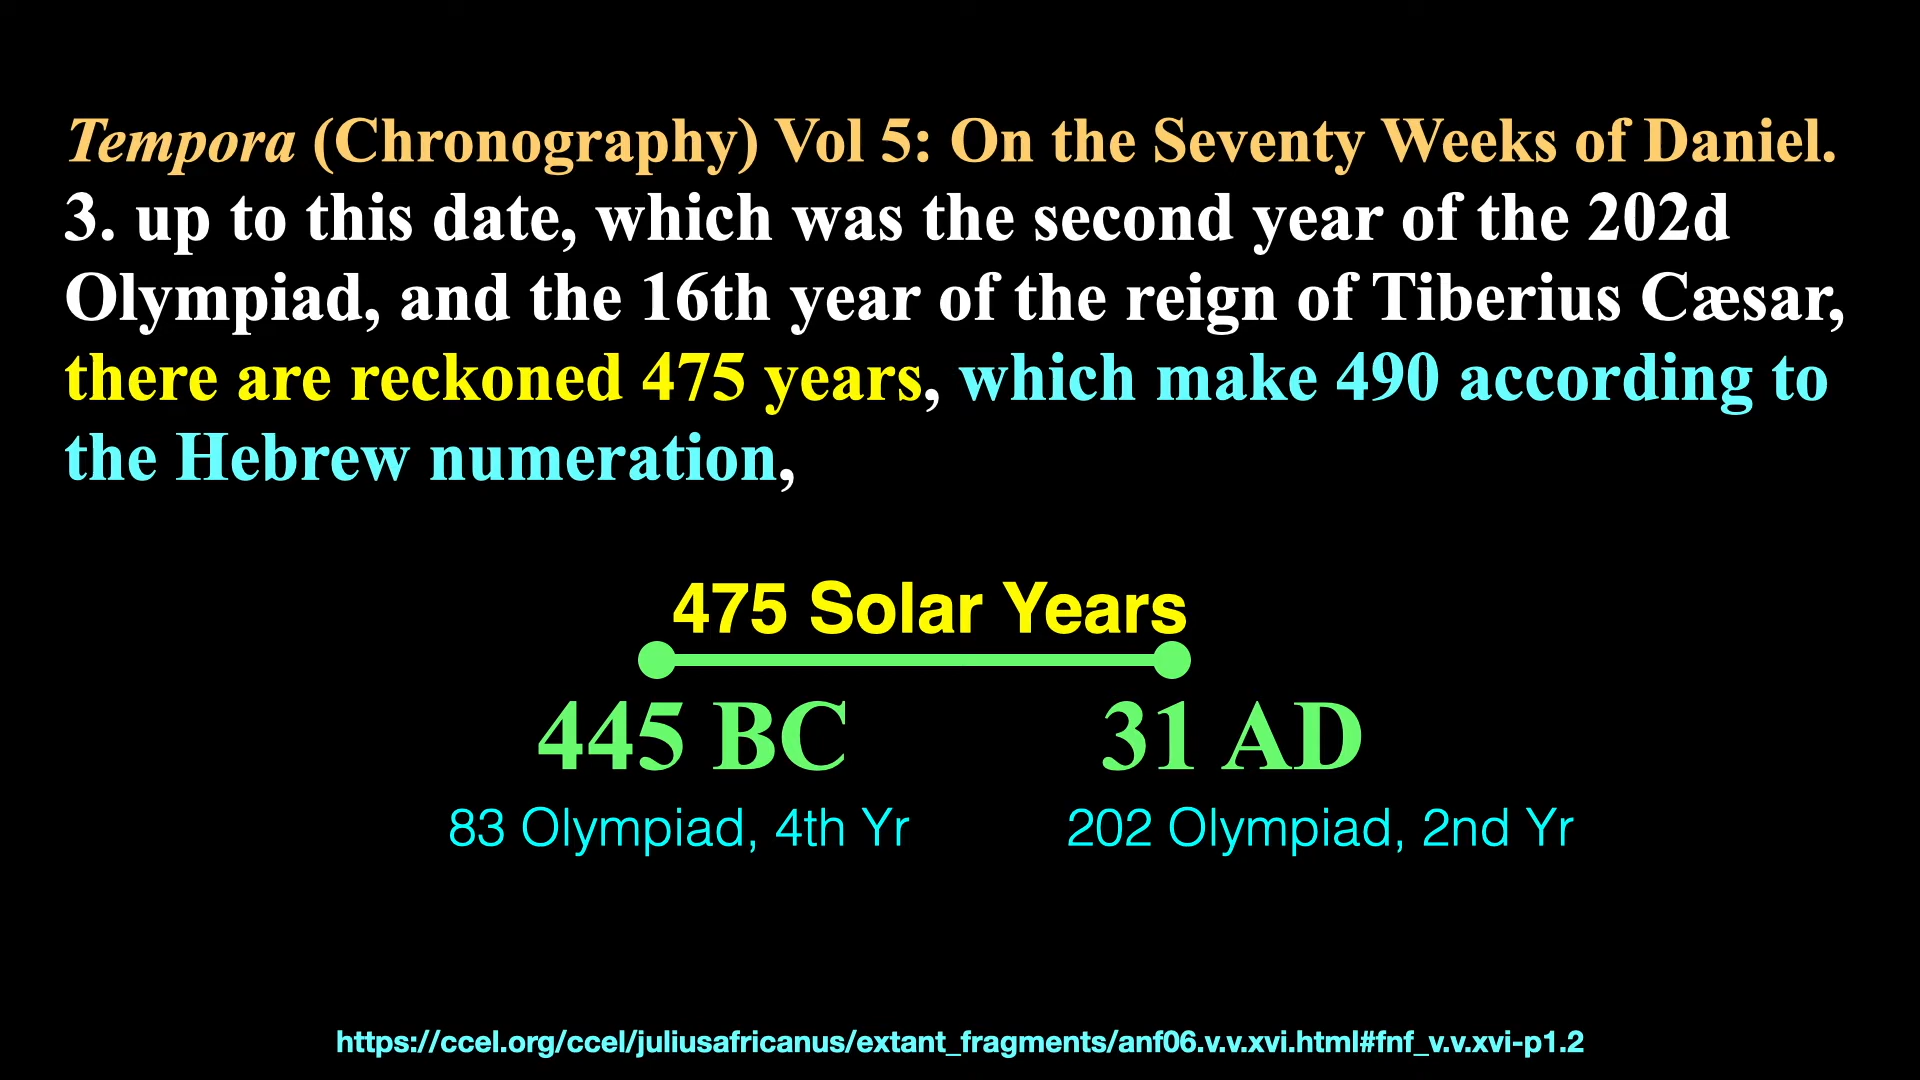 Tempora (Chronography) Vol 5: On the Seventy Weeks of Daniel.
3. up to this date, which was the second year of the 202d
Olympiad, and the 16th year of the reign of Tiberius Cæsar,
there are reckoned 475 years, which make 490 according to
the Hebrew numeration,
475 Solar Years
445 BC 31 AD
83 Olympiad, 4th Yr 202 Olympiad, 2nd Yr
https://ccel.org/ccel/juliusafricanus/extant_fragments/anf06.v.v.xvi.html#fnf_v.v.xvi-p1.2